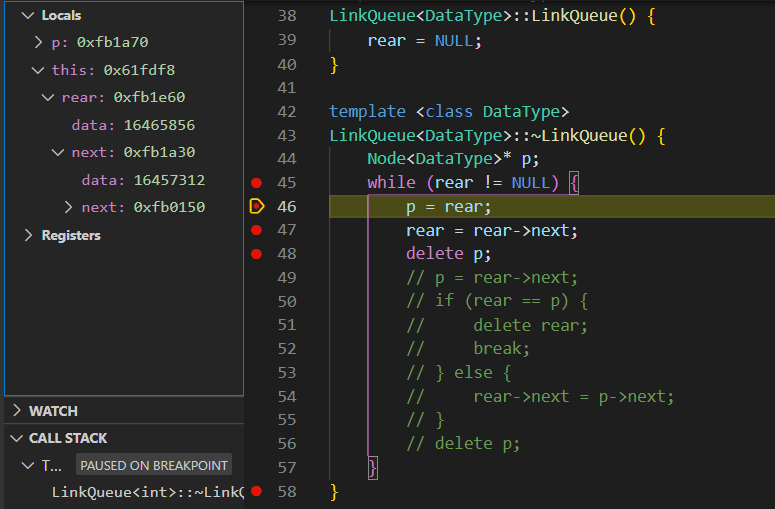 Locals
p: 0xfb1a70
this: 0x61fdf8
rear: 0xfb1e60
data: 16465856
next: 0xfb1a30
data: 16457312
next: 0xfb0150
Registers
WATCH
CALL STACK
T... PAUSED ON BREAKPOINT
LinkQueue<int>::~LinkQ
38 LinkQueue<DataType>::LinkQueue() {
39     rear = NULL;
40 }
41
42 template <class DataType>
43 LinkQueue<DataType>::~LinkQueue() {
44     Node<DataType>* p;
45     while (rear != NULL) {
46         p = rear;
47         rear = rear->next;
48         delete p;
49         // p = rear->next;
50         // if (rear == p) {
51         //     delete rear;
52         //     break;
53         // } else {
54         //     rear->next = p->next;
55         // }
56         // delete p;
57     }
58 }